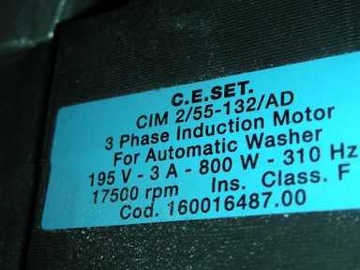 C.E.SET.
CIM 2/55-132/AD
3 Phase Induction Motor
For Automatic Washer
195 V - 3 A - 800 W - 310 Hz
17500 rpm Ins. Class. F
Cod. 160016487.00